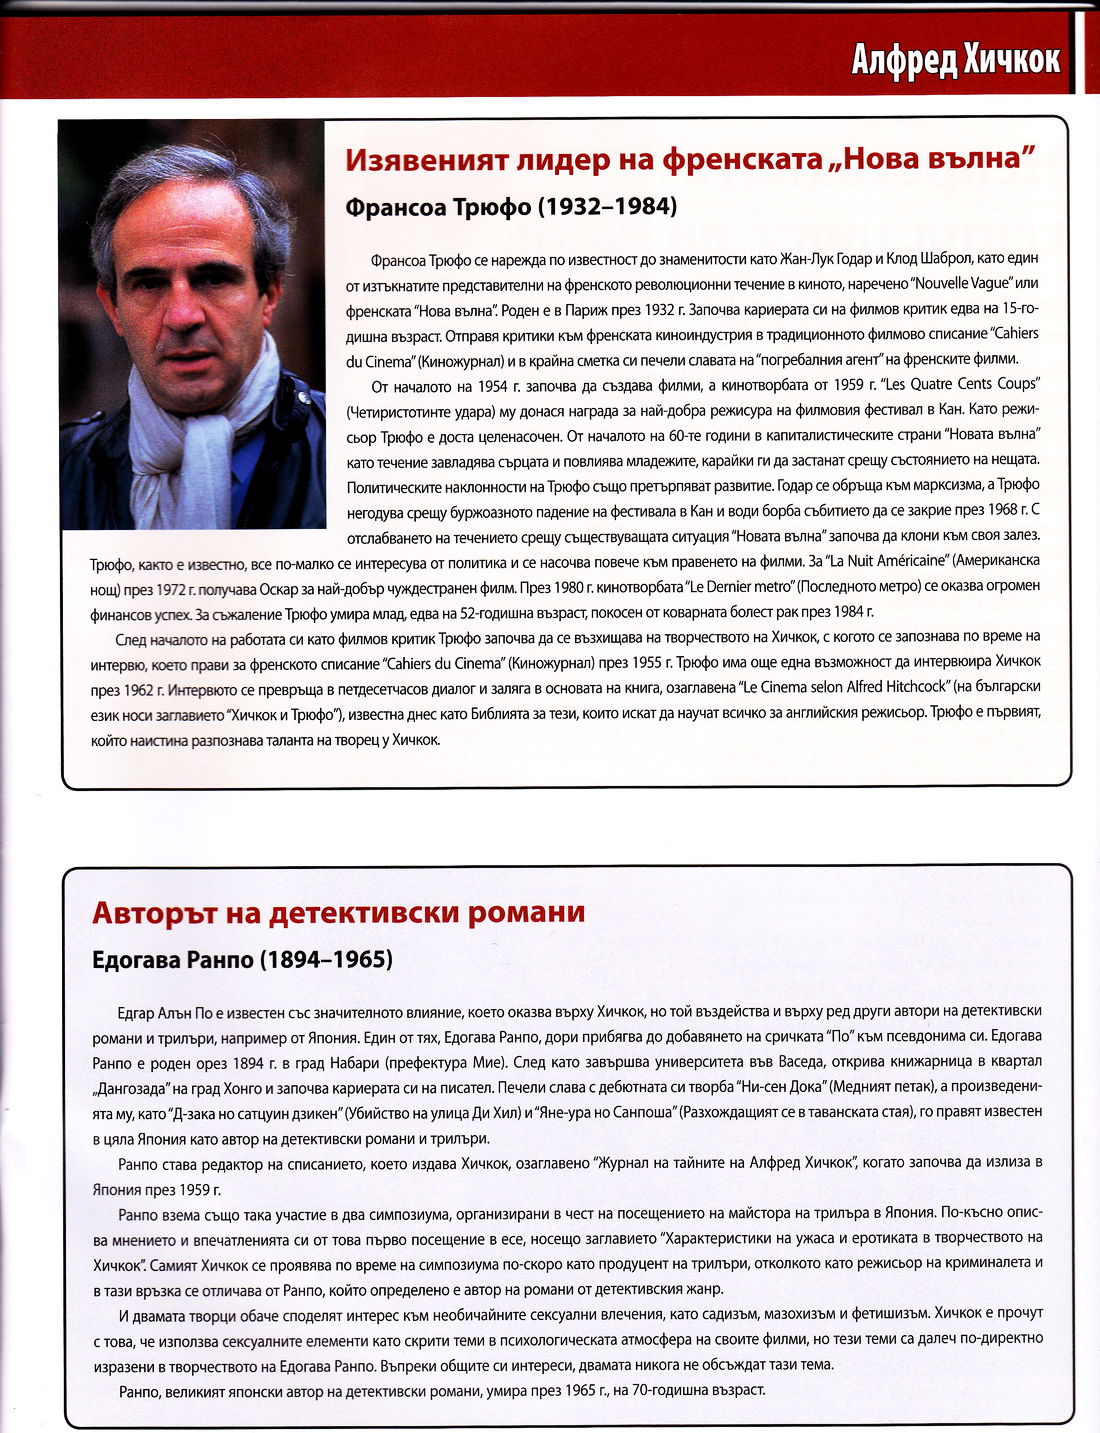 Алфред Хичкок
Изявеният лидер на френската „Нова вълна”
Франсоа Трюфо (1932–1984)
Франсоа Трюфо се нарежда по известност до знаменитости като Жан-Лук Годар и Клод Шаброл, като един
от изтъкнатите представителни на френското революционни течение в киното, наречено “Nouvelle Vague” или
френската “Нова вълна”. Роден е в Париж през 1932 г. Започва кариерата си на филмов критик едва на 15-го-
дишна възраст. Отправя критики към френската киноиндустрия в традиционното филмово списание “Cahiers
du Cinema” (Киножурнал) и в крайна сметка си печели славата на “погребалния агент” на френските филми.
От началото на 1954 г. започва да създава филми, а кинотворбата от 1959 г. “Les Quatre Cents Coups”
(Четиристотинте удара) му донася награда за най-добра режисура на филмовия фестивал в Кан. Като режи-
сьор Трюфо е доста целенасочен. От началото на 60-те години в капиталистическите страни “Новата вълна”
като течение завладява сърцата и повлиява младежите, карайки ги да застанат срещу състоянието на нещата.
Политическите наклонности на Трюфо също претърпяват развитие. Годар се обръща към марксизма, а Трюфо
негодува срещу буржоазното падение на фестивала в Кан и води борба събитието да се закрие през 1968 г. С
отслабването на течението срещу съществуващата ситуация “Новата вълна” започва да клони към своя залез.
Трюфо, както е известно, все по-малко се интересува от политика и се насочва повече към правенето на филми. За “La Nuit Américaine” (Американска
нощ) през 1972 г. получава Оскар за най-добър чуждестранен филм. През 1980 г. кинотворбата “Le Dernier metro” (Последното метро) се оказва огромен
финансов успех. За съжаление Трюфо умира млад, едва на 52-годишна възраст, покосен от коварната болест рак през 1984 г.
След началото на работата си като филмов критик Трюфо започва да се възхищава на творчеството на Хичкок, с когото се запознава по време на
интервю, което прави за френското списание “Cahiers du Cinema” (Киножурнал) през 1955 г. Трюфо има още една възможност да интервюира Хичкок
през 1962 г. Интервюто се превръща в петдесетчасов диалог и заляга в основата на книга, озаглавена “Le Cinema selon Alfred Hitchcock” (на български
език носи заглавието “Хичкок и Трюфо”), известна днес като Библията за тези, които искат да научат всичко за английския режисьор. Трюфо е първият,
който наистина разпознава таланта на творец у Хичкок.
Авторът на детективски романи
Едогава Ранпо (1894–1965)
Едгар Алън По е известен със значителното влияние, което оказва върху Хичкок, но той въздейства и върху ред други автори на детективски
романи и трилъри, например от Япония. Един от тях, Едогава Ранпо, дори прибягва до добавянето на сричката “По” към псевдонима си. Едогава
Ранпо е роден орез 1894 г. в град Набари (префектура Мие). След като завършва университета във Васеда, открива книжарница в квартал
„Дангозада” на град Хонго и започва кариерата си на писател. Печели слава с дебютната си творба “Ни-сен Дока” (Медният петак), а произведени-
ята му, като “Д-зака но сатцуин дзикен” (Убийство на улица Ди Хил) и “Яне-ура но Санпоша” (Разхождащият се в таванската стая), го правят известен
в цяла Япония като автор на детективски романи и трилъри.
Ранпо става редактор на списанието, което издава Хичкок, озаглавено “Журнал на тайните на Алфред Хичкок”, когато започва да излиза в
Япония през 1959 г.
Ранпо взема също така участие в два симпозиума, организирани в чест на посещението на майстора на трилъра в Япония. По-късно опис-
ва мнението и впечатленията си от това първо посещение в есе, носещо заглавието “Характеристики на ужаса и еротиката в творчеството на
Хичкок”. Самият Хичкок се проявява по време на симпозиума по-скоро като продуцент на трилъри, отколкото като режисьор на криминалета и
в тази връзка се отличава от Ранпо, който определено е автор на романи от детективския жанр.
И двамата творци обаче споделят интерес към необичайните сексуални влечения, като садизъм, мазохизъм и фетишизъм. Хичкок е прочут
с това, че използва сексуалните елементи като скрити теми в психологическата атмосфера на своите филми, но тези теми са далеч по-директно
изразени в творчеството на Едогава Ранпо. Въпреки общите си интереси, двамата никога не обсъждат тази тема.
Ранпо, великият японски автор на детективски романи, умира през 1965 г., на 70-годишна възраст.